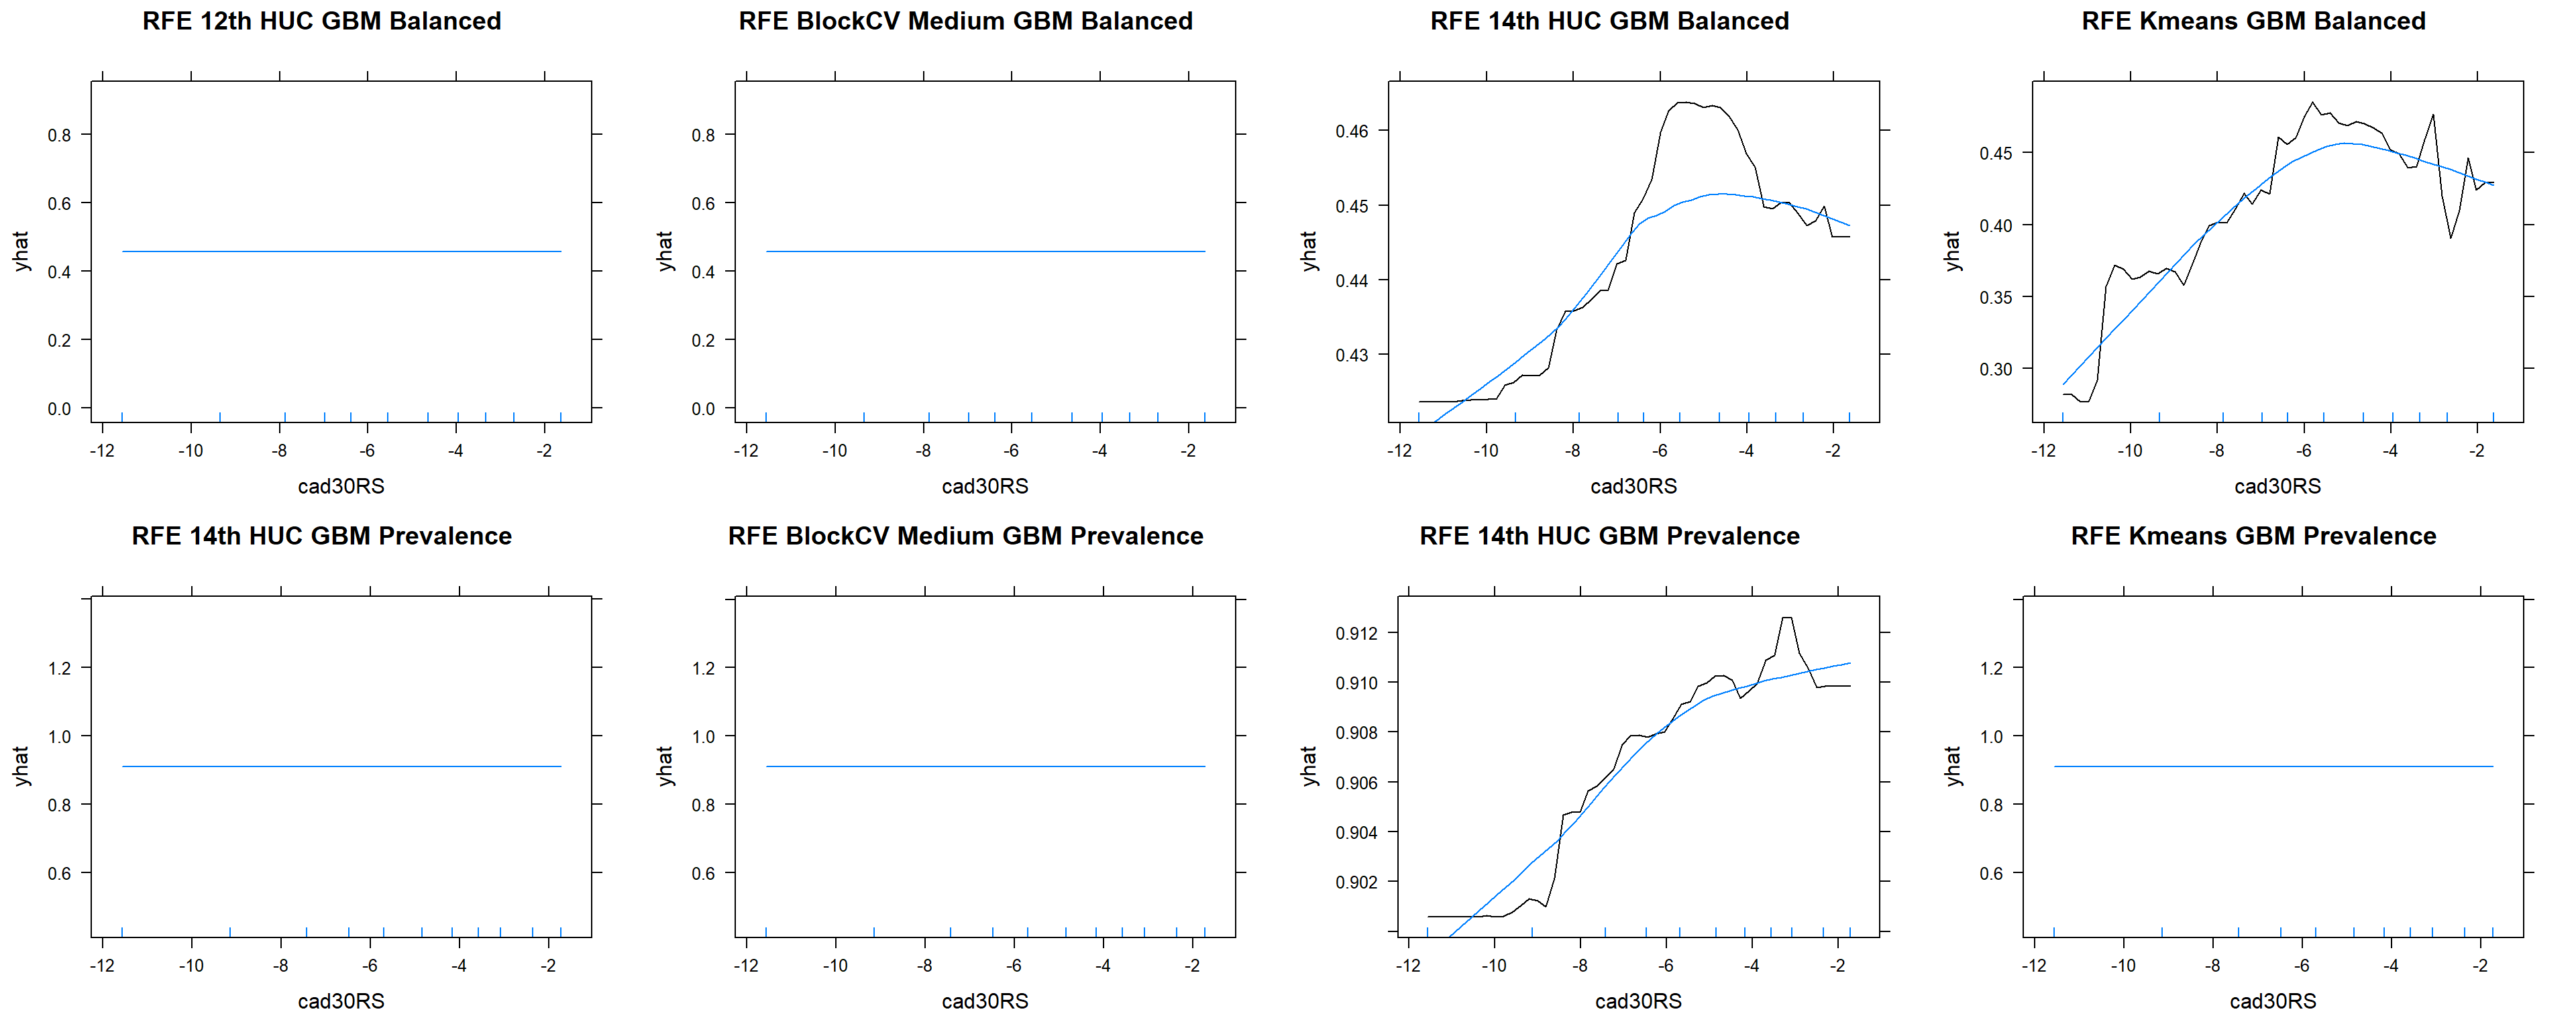 RFE 12th HUC GBM Balanced
yhat
0.8
0.6
0.4
0.2
0.0
-12 -10 -8 -6 -4 -2
cad30RS
RFE BlockCV Medium GBM Balanced
yhat
0.8
0.6
0.4
0.2
0.0
-12 -10 -8 -6 -4 -2
cad30RS
RFE 14th HUC GBM Balanced
yhat
0.46
0.45
0.44
0.43
-12 -10 -8 -6 -4 -2
cad30RS
RFE Kmeans GBM Balanced
yhat
0.45
0.40
0.35
0.30
-12 -10 -8 -6 -4 -2
cad30RS
RFE 14th HUC GBM Prevalence
yhat
1.2
1.0
0.8
0.6
-12 -10 -8 -6 -4 -2
cad30RS
RFE BlockCV Medium GBM Prevalence
yhat
1.2
1.0
0.8
0.6
-12 -10 -8 -6 -4 -2
cad30RS
RFE 14th HUC GBM Prevalence
yhat
0.912
0.910
0.908
0.906
0.904
0.902
-12 -10 -8 -6 -4 -2
cad30RS
RFE Kmeans GBM Prevalence
yhat
1.2
1.0
0.8
0.6
-12 -10 -8 -6 -4 -2
cad30RS